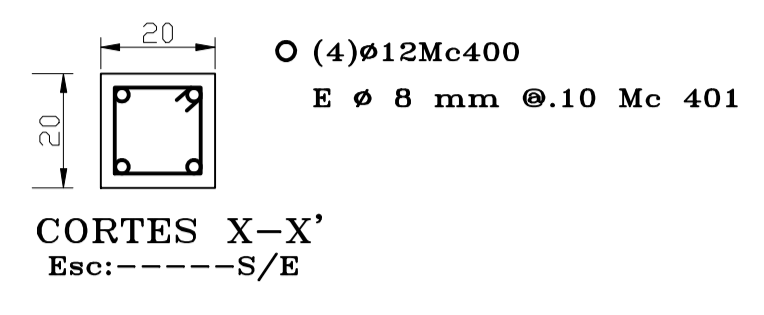 20
(4)ø12Mc400
E ø 8 mm @.10 Mc 401
20
CORTES X-X'
Esc:-----S/E